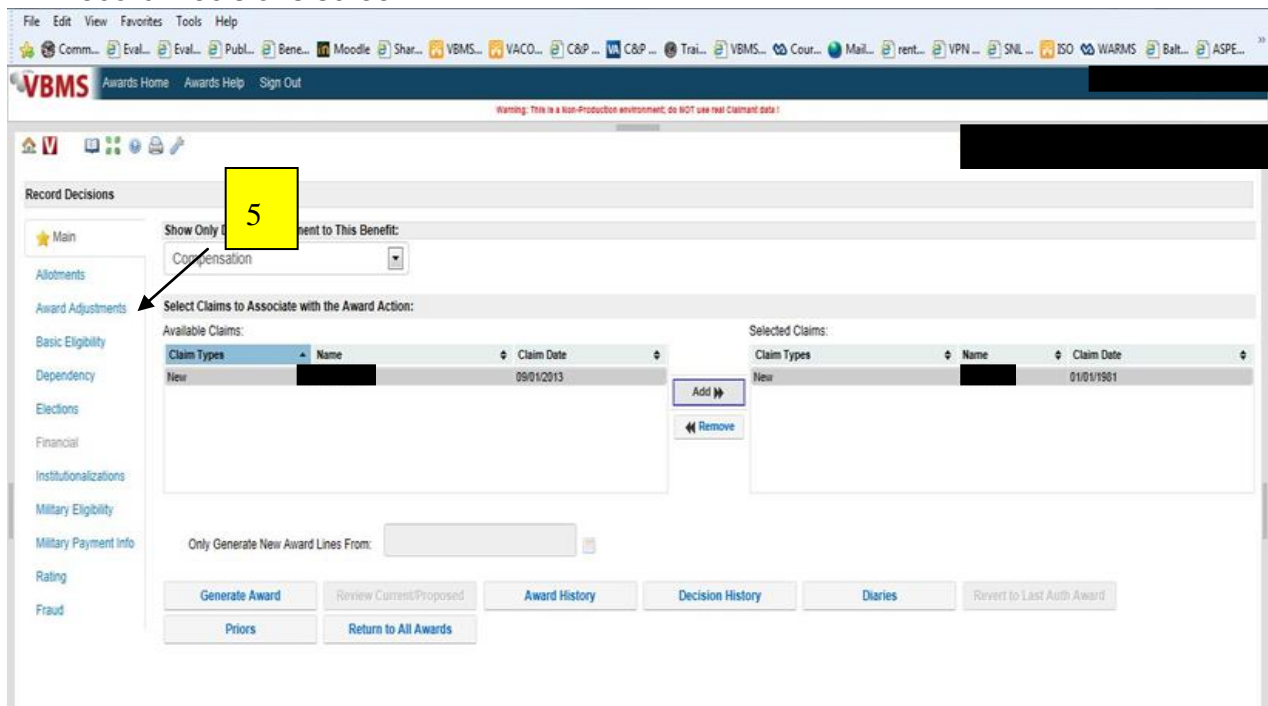 File Edit View Favorites Tools Help
Comm... Eval... Eval... Publ... Bene... Moodle Shar... VBMS... VACO... C&P ... C&P ... Trai... VBMS... Cour... Mail... rent... VPN ... SNL ... ISO WARMS Balt... ASPE... »
VBMS Awards Home Awards Help Sign Out
Warning: This is a Non-Production environment; do NOT use real Claimant data !
Record Decisions
5
Main
Show Only nent to This Benefit:
Compensation
Allotments
Award Adjustments
Select Claims to Associate with the Award Action:
Basic Eligibility
Available Claims: Selected Claims:
Claim Types Name Claim Date Claim Types Name Claim Date
Dependency
New 09/01/2013 New 01/01/1981
Add
Elections
Remove
Financial
Institutionalizations
Military Eligibility
Military Payment Info
Only Generate New Award Lines From:
Rating
Generate Award Review Current/Proposed Award History Decision History Diaries Revert to Last Auth Award
Fraud
Priors Return to All Awards